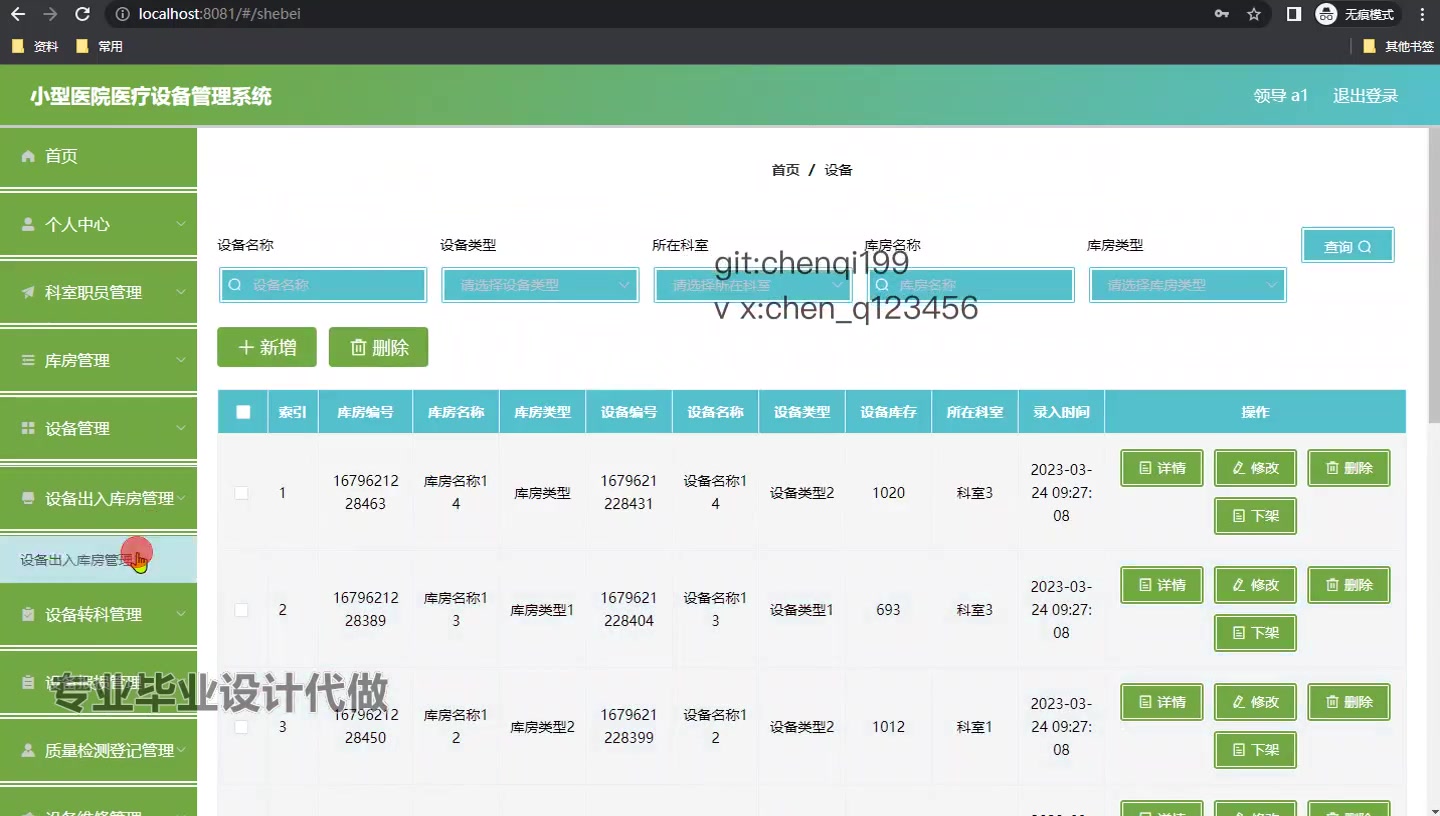 localhost:8081/#/shebei
无痕模式
资料
常用
其他书签
小型医院医疗设备管理系统
领导 a1
退出登录
首页
个人中心
科室职员管理
库房管理
设备管理
设备出入库房管理
设备出入库房管理
设备转科管理
质量检测登记管理
首页 / 设备
设备名称 设备类型 所在科室 库房名称 库房类型
设备名称 请选择设备类型 请选择所在科室 库房名称 请选择库房类型
查询
git:chenqi199
v x:chen_q123456
新增 删除
索引 库房编号 库房名称 库房类型 设备编号 设备名称 设备类型 设备库存 所在科室 录入时间 操作
1 16796212 库房名称1 库房类型 1679621 设备名称1 设备类型2 1020 科室3 2023-03-
28463 4 228431 4 24 09:27:
08
详情 修改 删除
下架
2 16796212 库房名称1 库房类型1 1679621 设备名称1 设备类型1 693 科室3 2023-03-
28389 3 228404 3 24 09:27:
08
详情 修改 删除
下架
3 16796212 库房名称1 库房类型2 1679621 设备名称1 设备类型2 1012 科室1 2023-03-
28450 2 228399 2 24 09:27:
08
详情 修改 删除
下架
专业毕业设计代做